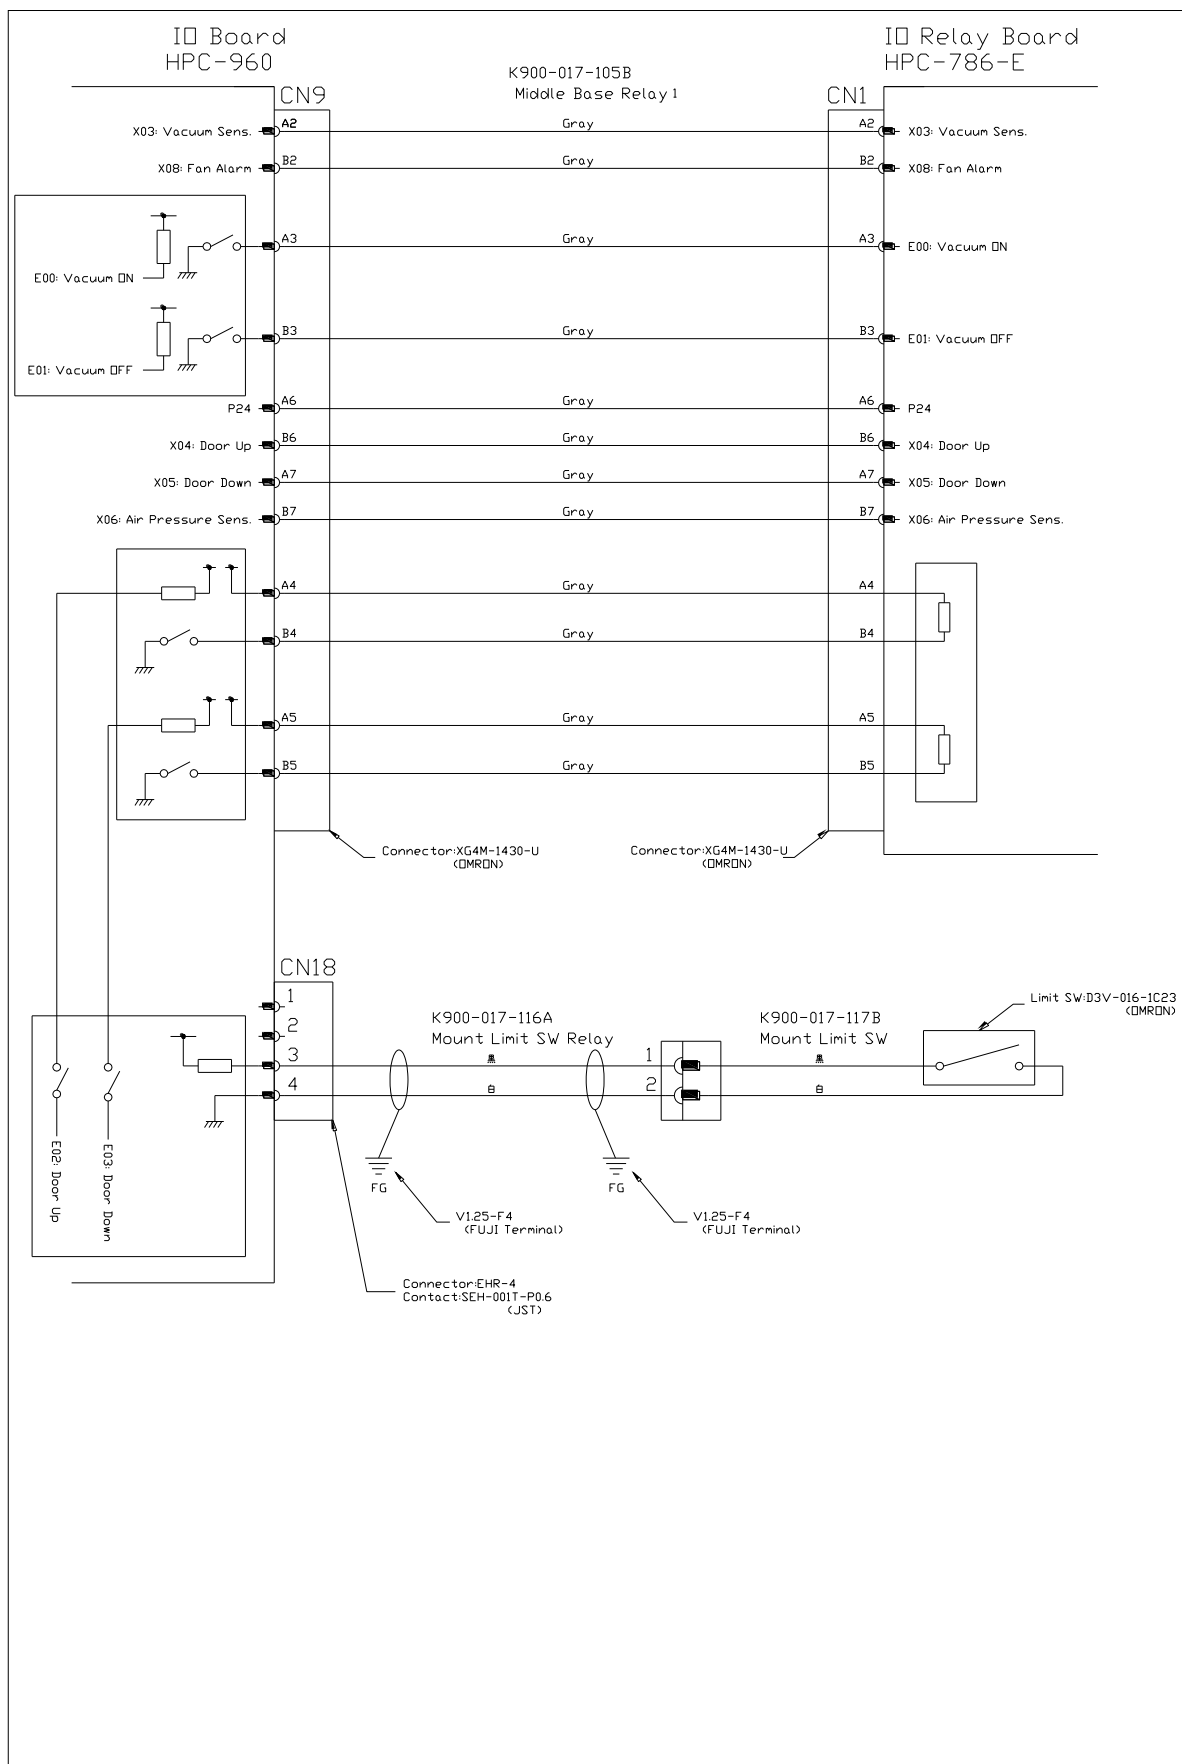 IO Board
HPC-960
IO Relay Board
HPC-786-E
K900-017-105B
Middle Base Relay 1
CN9
CN1
X03: Vacuum Sens.
A2
Gray
A2
X03: Vacuum Sens.
X08: Fan Alarm
B2
Gray
B2
X08: Fan Alarm
A3
Gray
A3
E00: Vacuum ON
E00: Vacuum ON
B3
Gray
B3
E01: Vacuum OFF
E01: Vacuum OFF
P24
A6
Gray
A6
P24
X04: Door Up
B6
Gray
B6
X04: Door Up
X05: Door Down
A7
Gray
A7
X05: Door Down
X06: Air Pressure Sens.
B7
Gray
B7
X06: Air Pressure Sens.
A4
Gray
A4
B4
Gray
B4
A5
Gray
A5
B5
Gray
B5
Connector:XG4M-1430-U
(OMRON)
Connector:XG4M-1430-U
(OMRON)
CN18
1
2
3
4
K900-017-116A
Mount Limit SW Relay
黒
白
1
2
K900-017-117B
Mount Limit SW
黒
白
Limit SW:D3V-016-1C23
(OMRON)
E02: Door Up
E03: Door Down
FG
FG
V1.25-F4
(FUJI Terminal)
V1.25-F4
(FUJI Terminal)
Connector:EHR-4
Contact:SEH-001T-P0.6
(JST)